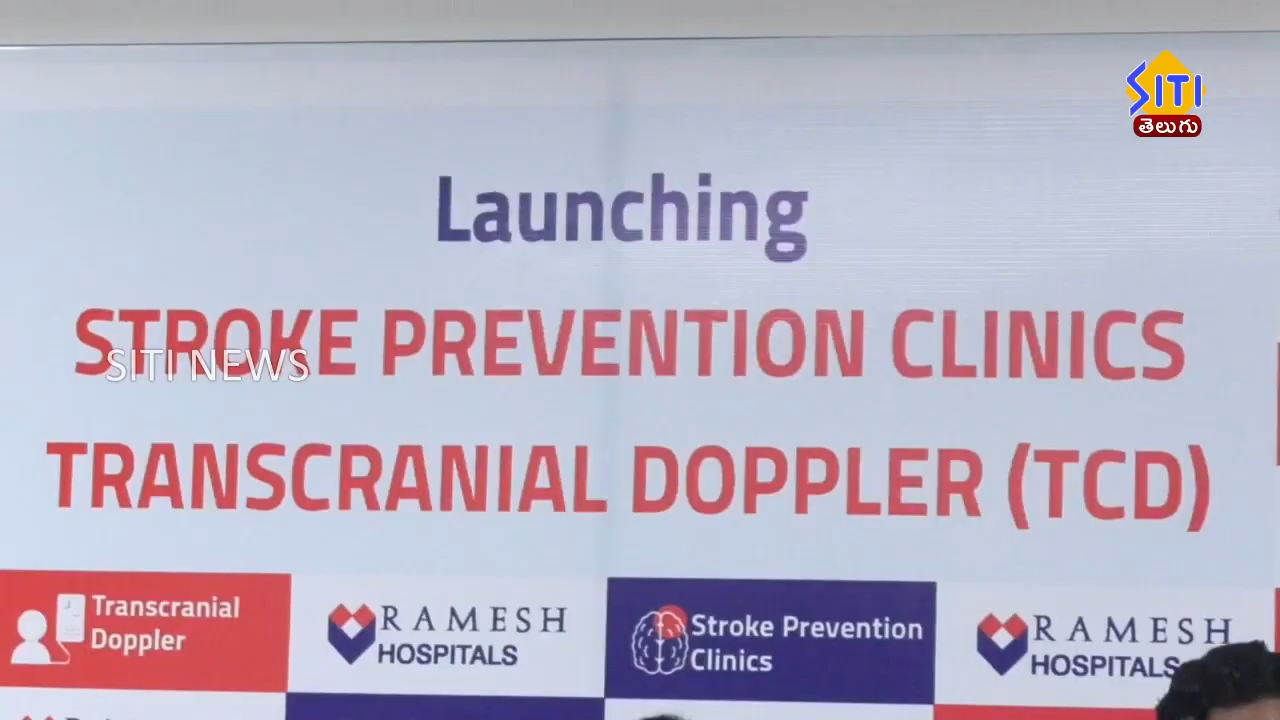 SITI
తెలుగు
Launching
STROKE PREVENTION CLINICS
SITI NEWS
TRANSCRANIAL DOPPLER (TCD)
Transcranial
Doppler
RAMESH
HOSPITALS
Stroke Prevention
Clinics
RAMESH
HOSPITALS